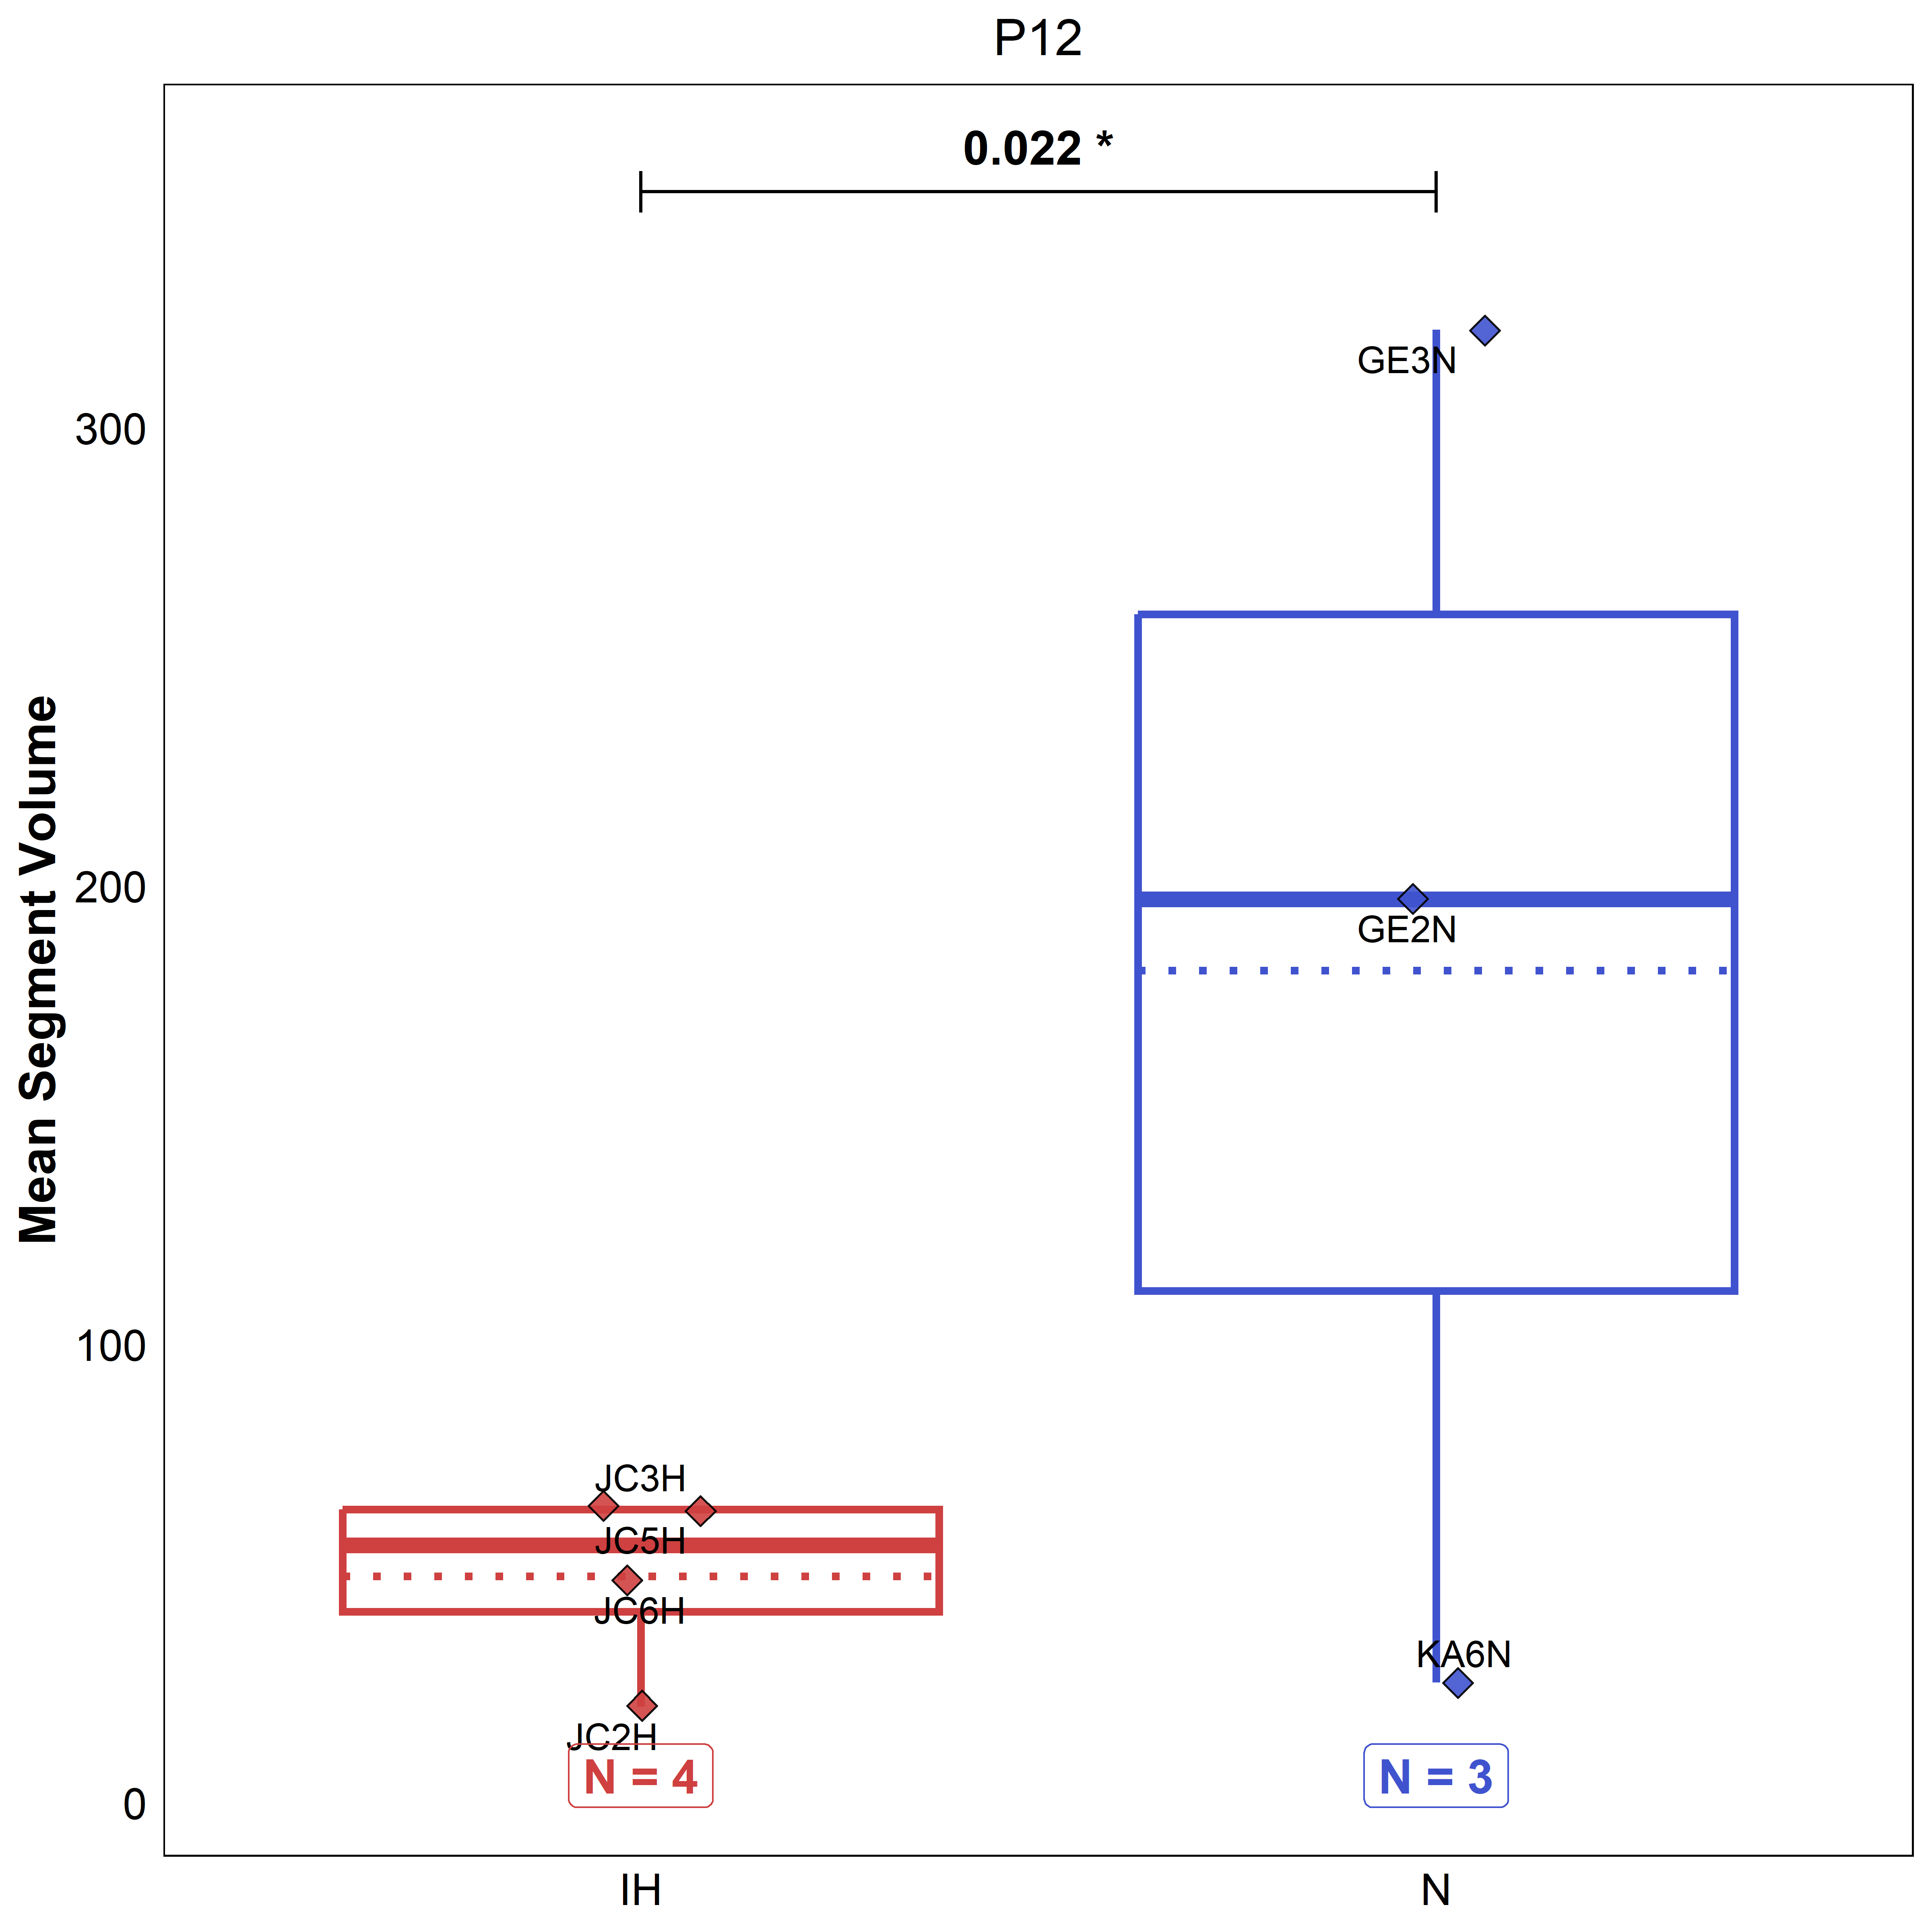 P12
0.022 *
Mean Segment Volume
300
200
100
0
GE3N
GE2N
KA6N
JC3H
JC5H
JC6H
JC2H
N = 4
N = 3
IH
N